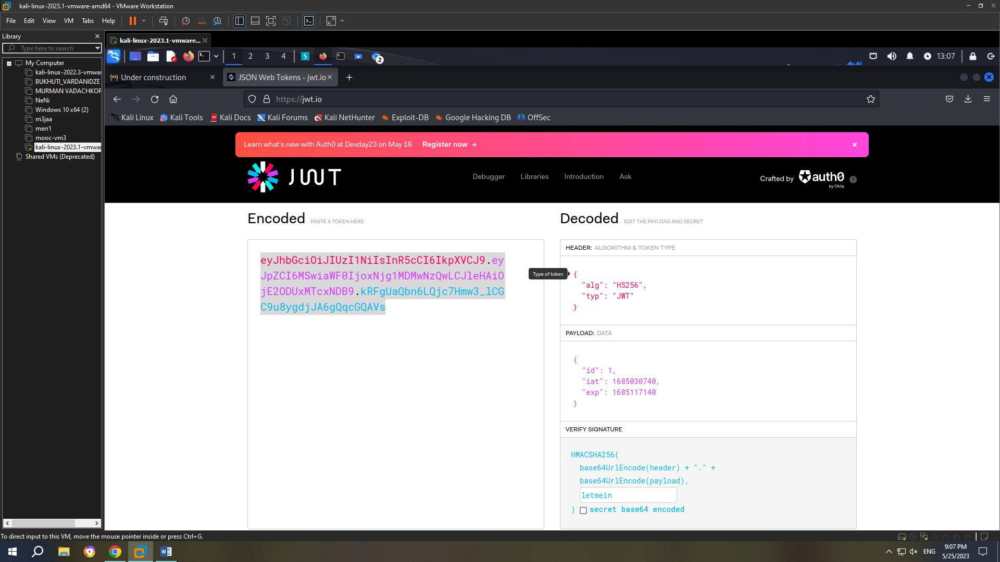 kali-linux-2023.1-vmware-amd64 - VMware Workstation
File Edit View VM Tabs Help
Library
Type here to search
My Computer
kali-linux-2022.3-vmwar
BUKHUTI_VARDANIDZE
MURMAN VADACHKOR
NeNi
Windows 10 x64 (2)
m3jaa
merr1
mooc-vm3
kali-linux-2023.1-vmwar
Shared VMs (Deprecated)
kali-linux-2023.1-vmware...
1 2 3 4
2
13:07
Under construction
JSON Web Tokens - jwt.io
https://jwt.io
Kali Linux Kali Tools Kali Docs Kali Forums Kali NetHunter Exploit-DB Google Hacking DB OffSec
Learn what's new with Auth0 at Devday23 on May 16 Register now →
JWT
Debugger Libraries Introduction Ask
Crafted by auth0 by Okta ?
Encoded PASTE A TOKEN HERE
eyJhbGciOiJIUzI1NiIsInR5cCI6IkpXVCJ9.ey
JpZCI6MSwiaWF0IjoxNjg1MDMwNzQwLCJleHAiO
jE2ODUxMTcxNDB9.kRFgUaQbn6LQjc7Hmw3_lCG
C9u8ygdjJA6gQqcGQAVs
Decoded EDIT THE PAYLOAD AND SECRET
HEADER: ALGORITHM & TOKEN TYPE
Type of token
{
"alg": "HS256",
"typ": "JWT"
}
PAYLOAD: DATA
{
"id": 1,
"iat": 1685030740,
"exp": 1685117140
}
VERIFY SIGNATURE
HMACSHA256(
base64UrlEncode(header) + "." +
base64UrlEncode(payload),
letmein
) secret base64 encoded
To direct input to this VM, move the mouse pointer inside or press Ctrl+G.
ENG
9:07 PM
5/25/2023